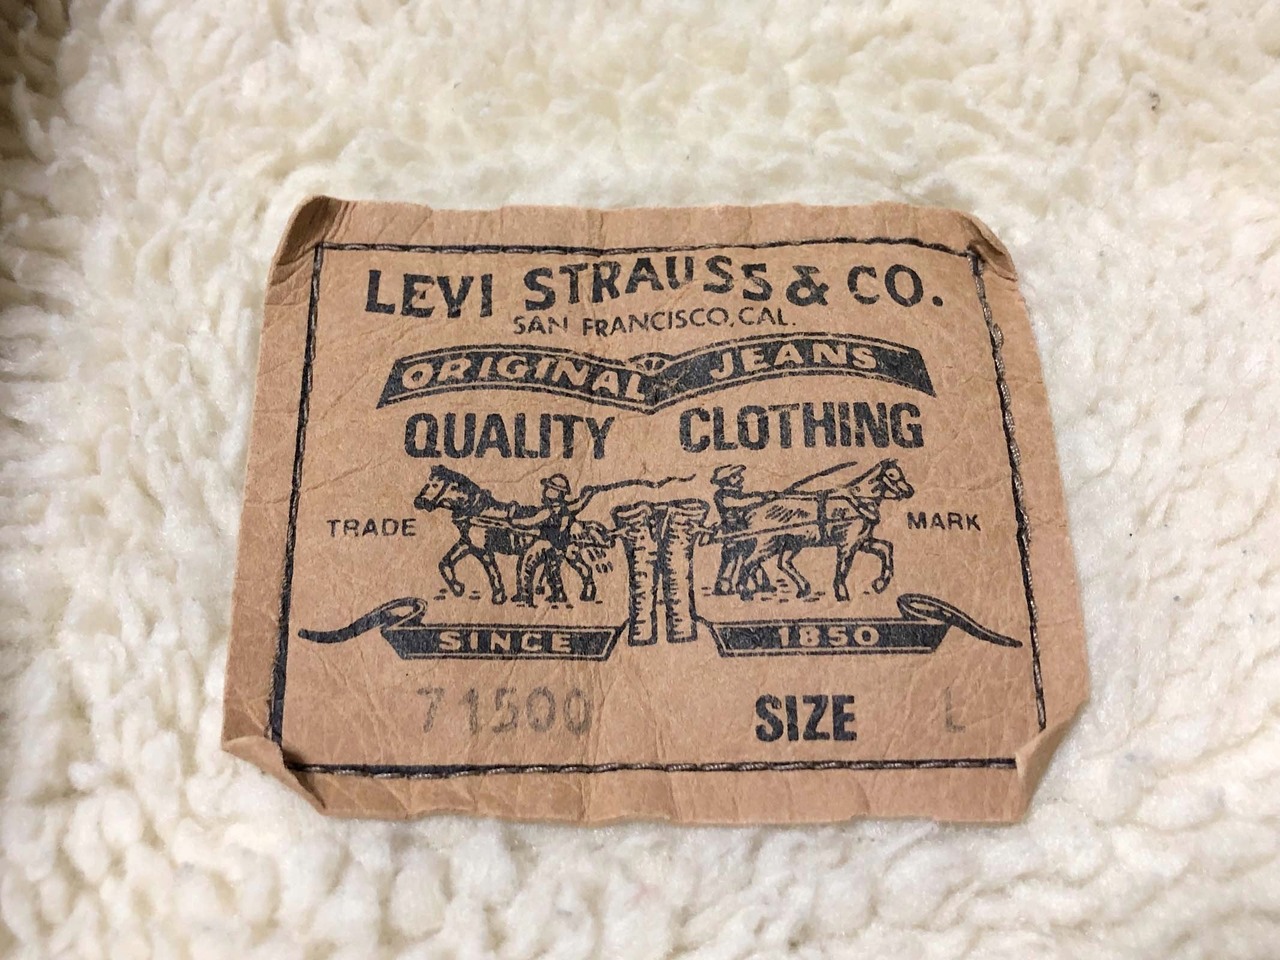 LEVI STRAUSS & CO.
SAN FRANCISCO, CAL.
ORIGINAL JEANS
QUALITY CLOTHING
TRADE MARK
SINCE 1850
71500 SIZE L